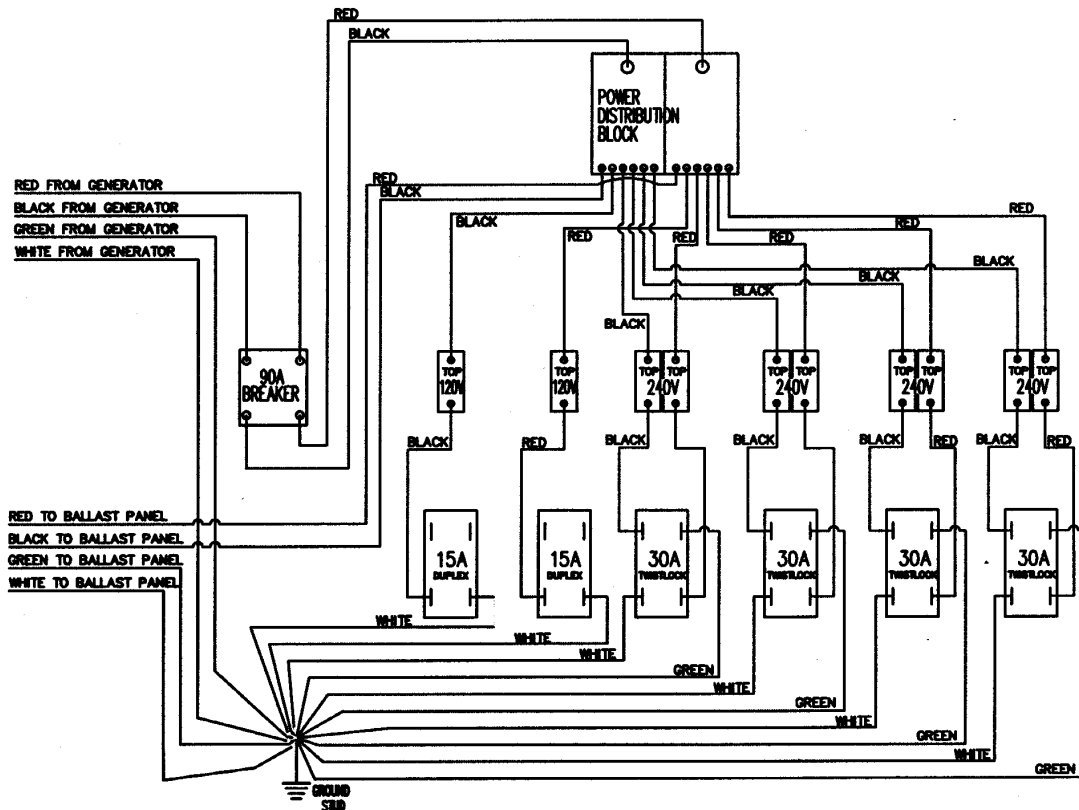 RED
BLACK
POWER
DISTRIBUTION
BLOCK
RED
BLACK
RED FROM GENERATOR
BLACK FROM GENERATOR
GREEN FROM GENERATOR
WHITE FROM GENERATOR
BLACK
RED
RED
RED
RED
RED
BLACK
BLACK
BLACK
BLACK
90A
BREAKER
TOP
120V
TOP
120V
TOP TOP
240V
TOP TOP
240V
TOP TOP
240V
TOP TOP
240V
BLACK
RED
BLACK
BLACK
BLACK
RED
BLACK
RED
RED TO BALLAST PANEL
BLACK TO BALLAST PANEL
GREEN TO BALLAST PANEL
WHITE TO BALLAST PANEL
15A
DUPLEX
15A
DUPLEX
30A
TWISTLOCK
30A
TWISTLOCK
30A
TWISTLOCK
30A
TWISTLOCK
WHITE
WHITE
WHITE
GREEN
WHITE
GREEN
WHITE
GREEN
WHITE
GREEN
GROUND
STUD